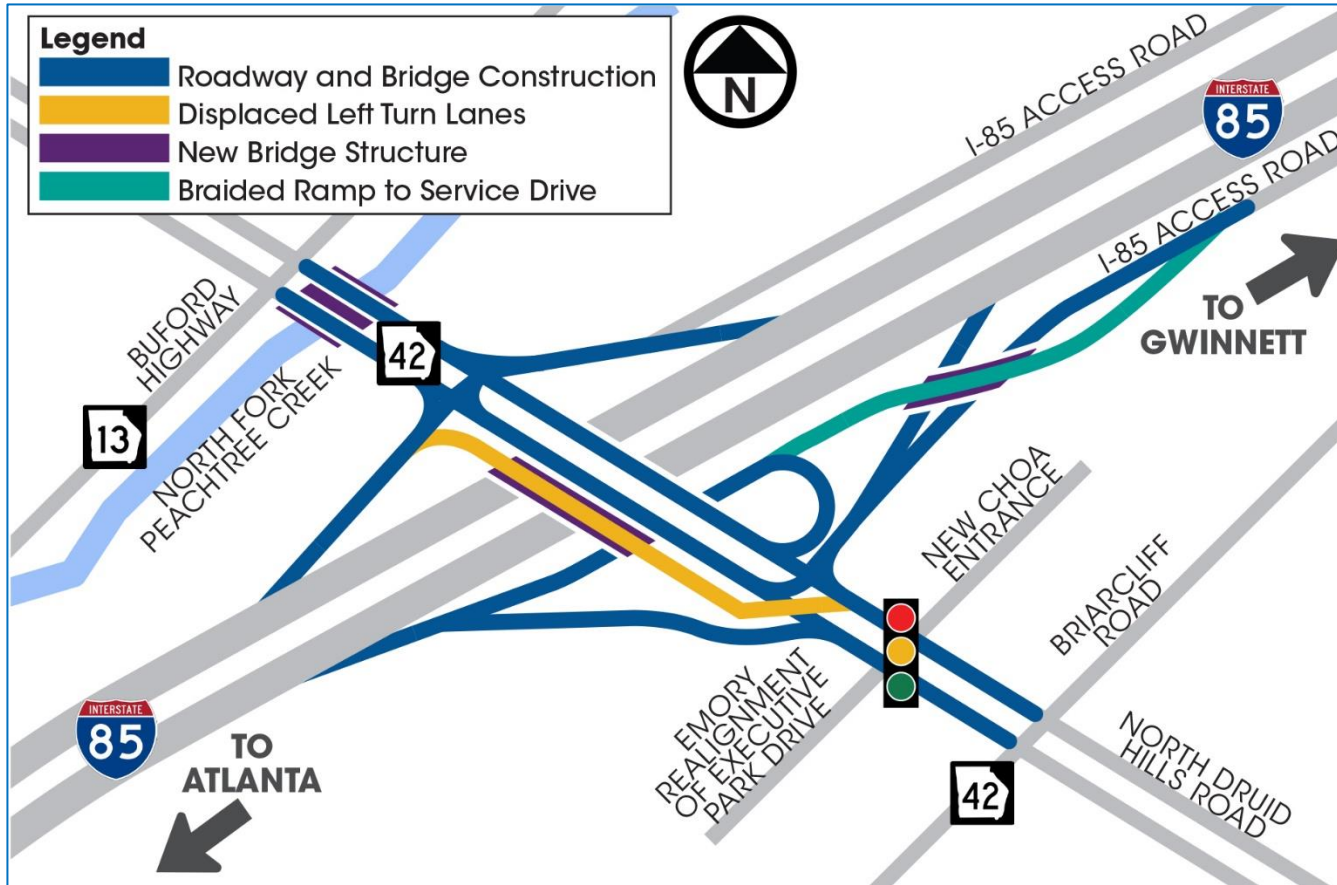 Legend
Roadway and Bridge Construction
Displaced Left Turn Lanes
New Bridge Structure
Braided Ramp to Service Drive
N
I-85 ACCESS ROAD
INTERSTATE
85
I-85 ACCESS ROAD
TO
GWINNETT
BUFORD
HIGHWAY
42
13
NORTH FORK
PEACHTREE CREEK
NEW CHOA
ENTRANCE
BRIARCLIFF
ROAD
EMORY
REALIGNMENT
OF EXECUTIVE
PARK DRIVE
NORTH DRUID
HILLS ROAD
INTERSTATE
85
TO
ATLANTA
42